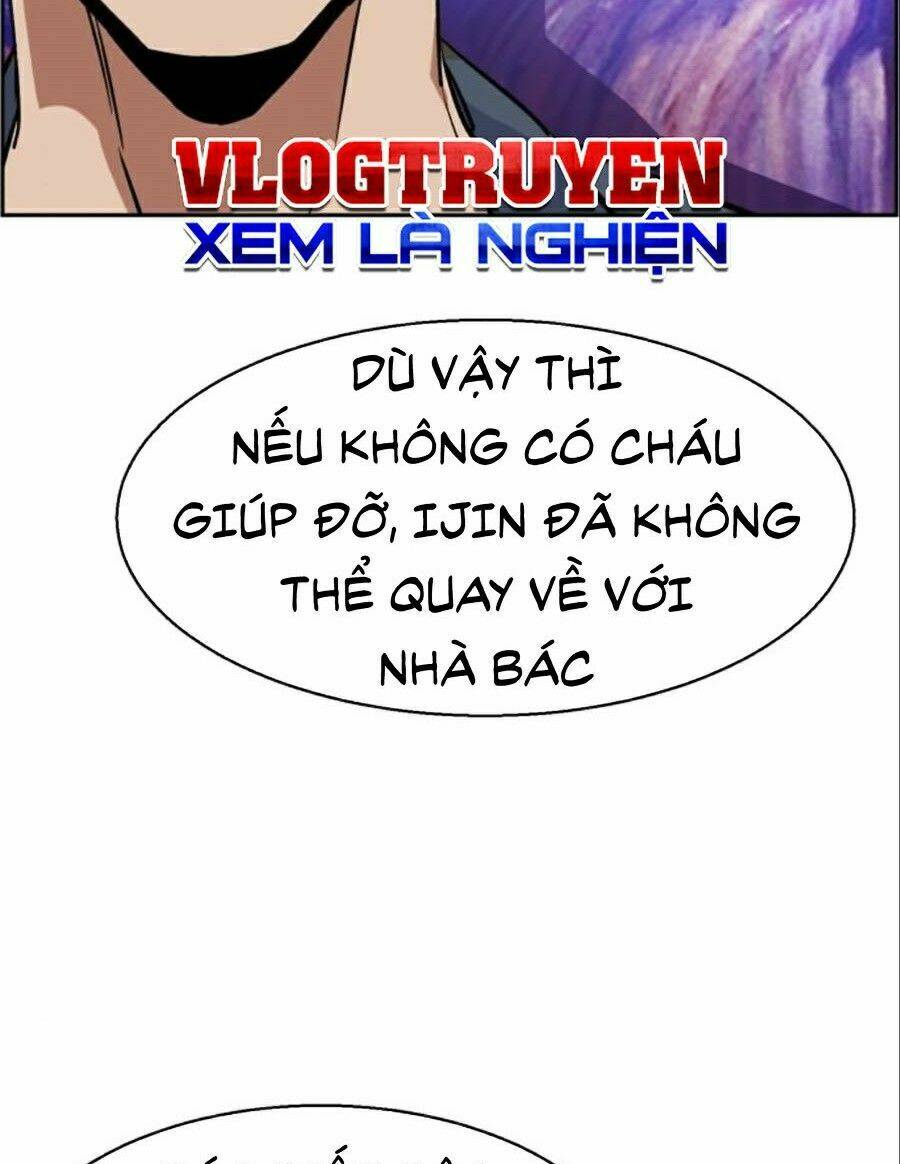 VLOGTRUYEN
XEM LÀ NGHIỆN
DÙ VẬY THÌ
NẾU KHÔNG CÓ CHÁU
GIÚP ĐỠ, IJIN ĐÃ KHÔNG
THỂ QUAY VỀ VỚI
NHÀ BÁC